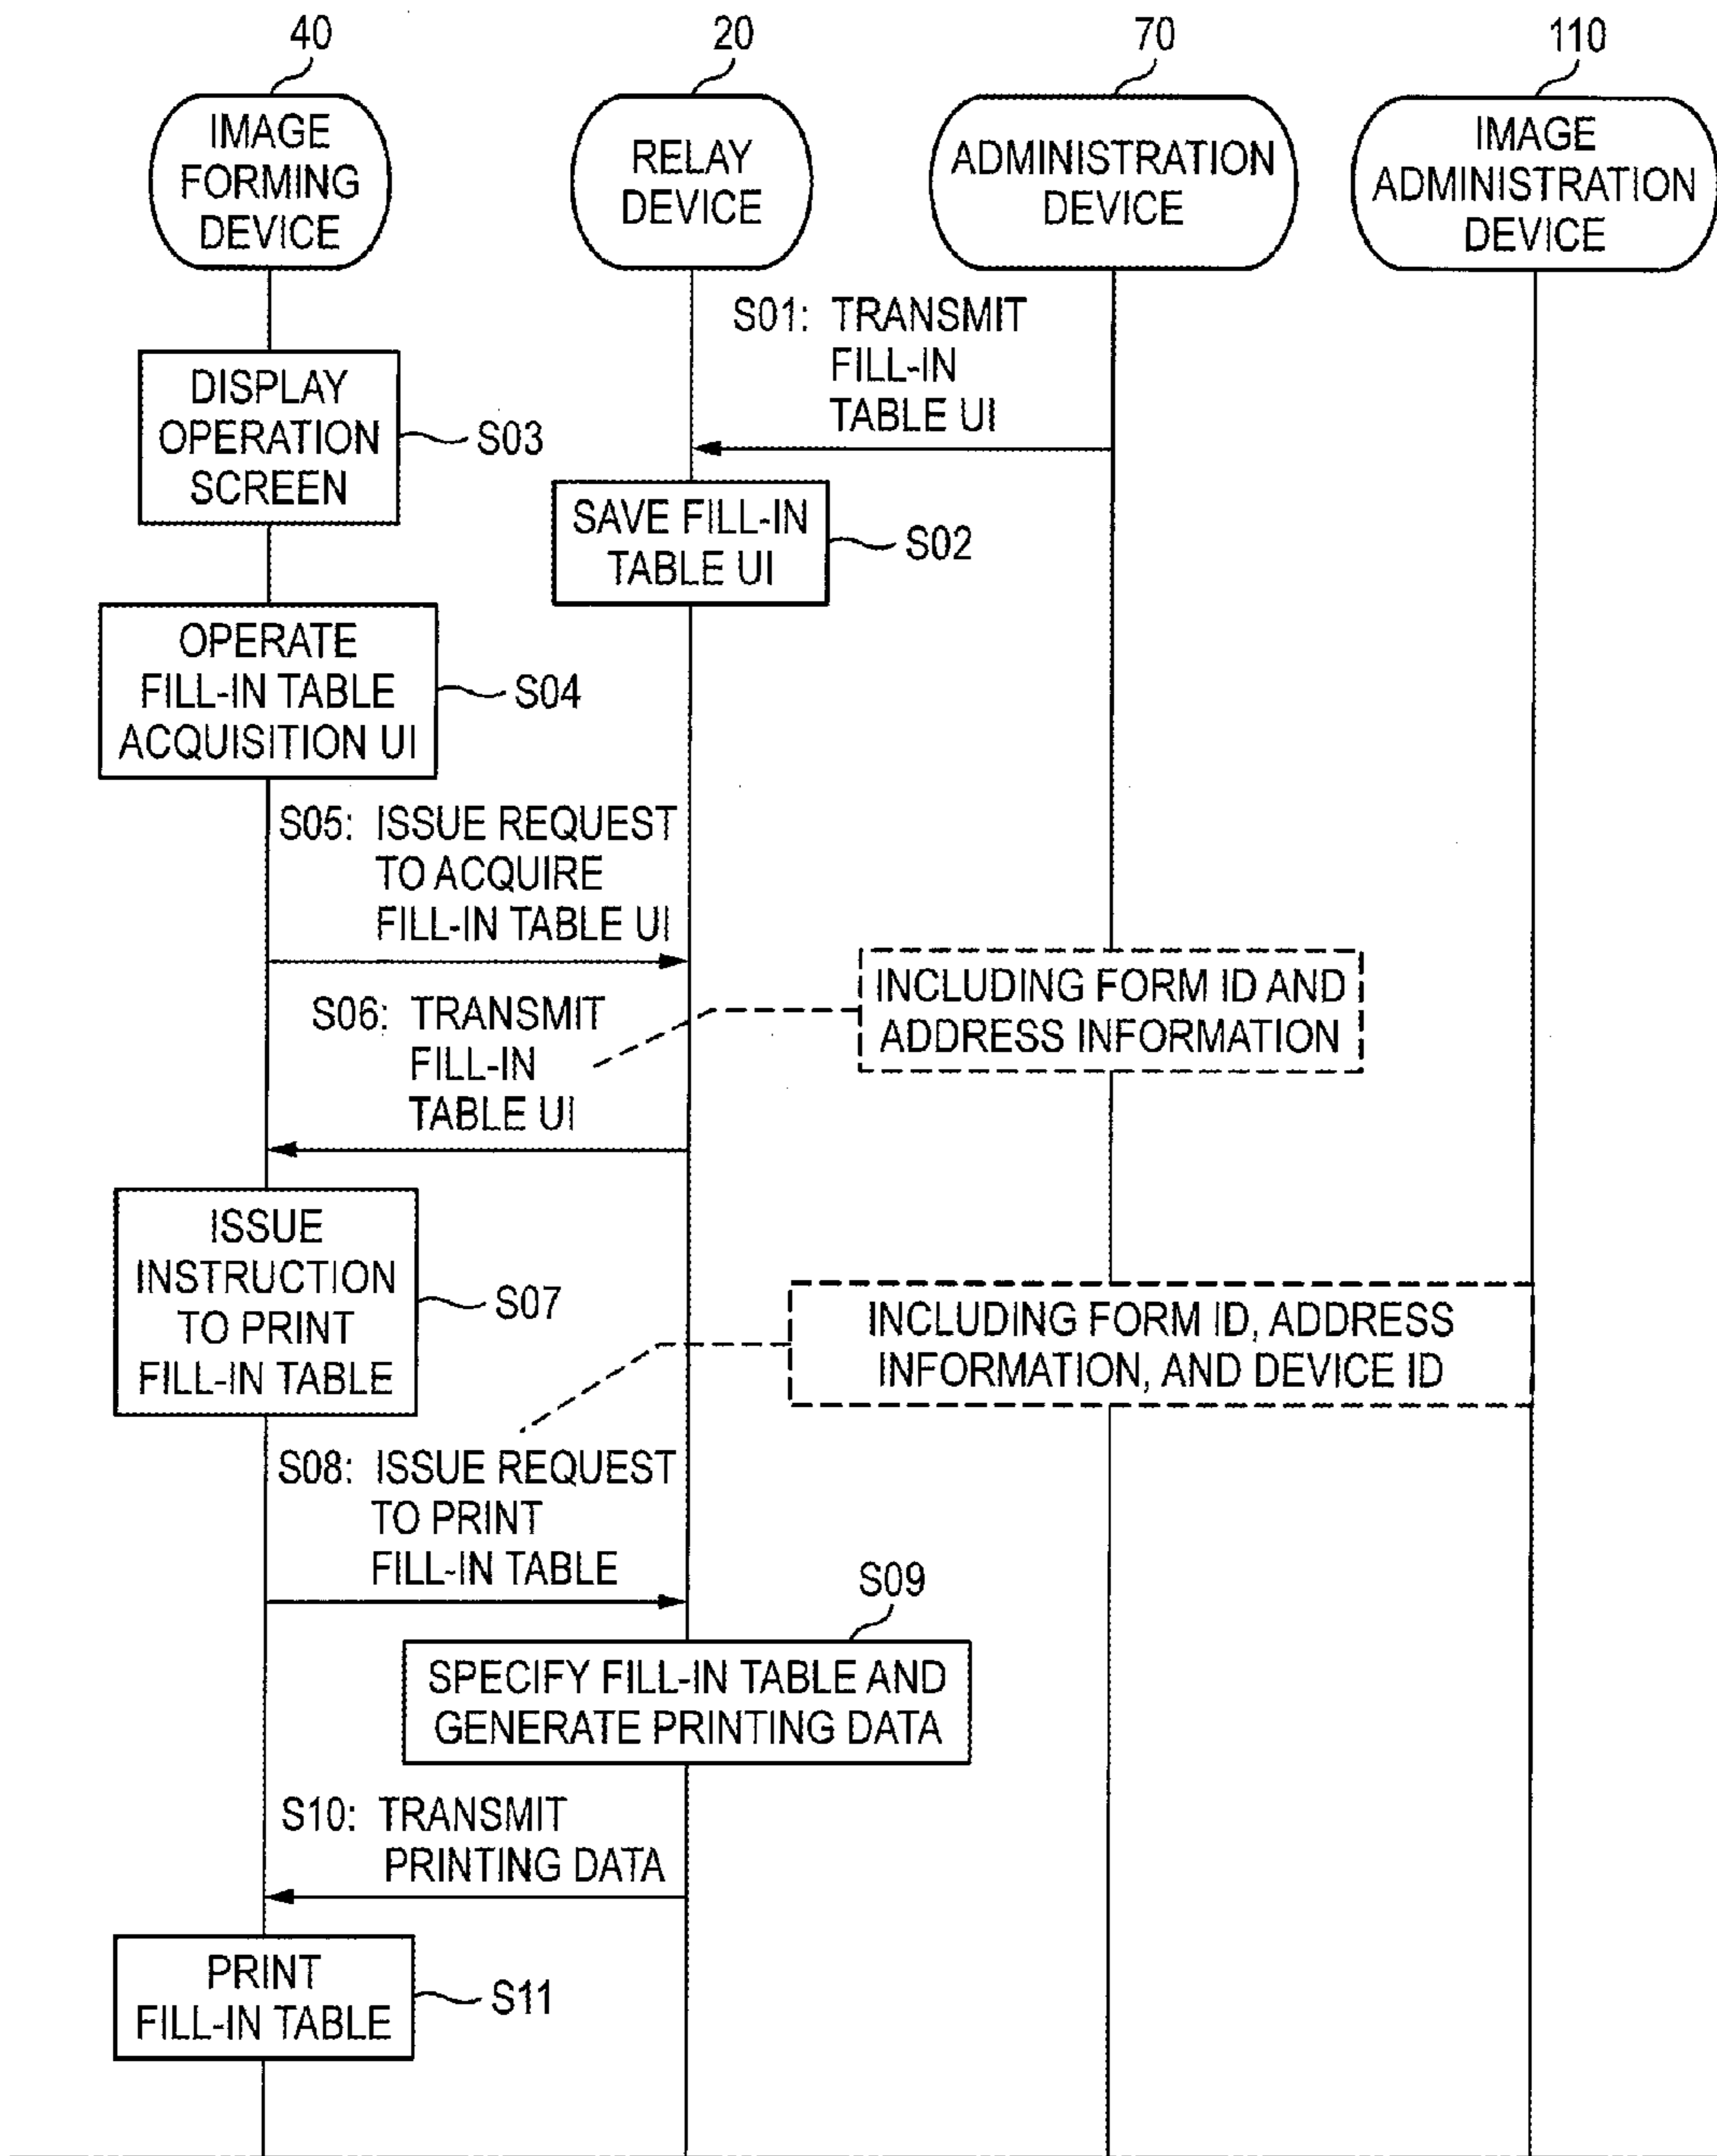 40
20
70
110
IMAGE
FORMING
DEVICE
RELAY
DEVICE
ADMINISTRATION
DEVICE
IMAGE
ADMINISTRATION
DEVICE
S01: TRANSMIT
FILL-IN
TABLE UI
DISPLAY
OPERATION
SCREEN
S03
SAVE FILL-IN
TABLE UI
S02
OPERATE
FILL-IN TABLE
ACQUISITION UI
S04
S05: ISSUE REQUEST
TO ACQUIRE
FILL-IN TABLE UI
S06: TRANSMIT
FILL-IN
TABLE UI
INCLUDING FORM ID AND
ADDRESS INFORMATION
ISSUE
INSTRUCTION
TO PRINT
FILL-IN TABLE
S07
INCLUDING FORM ID, ADDRESS
INFORMATION, AND DEVICE ID
S08: ISSUE REQUEST
TO PRINT
FILL-IN TABLE
S09
SPECIFY FILL-IN TABLE AND
GENERATE PRINTING DATA
S10: TRANSMIT
PRINTING DATA
PRINT
FILL-IN TABLE
S11